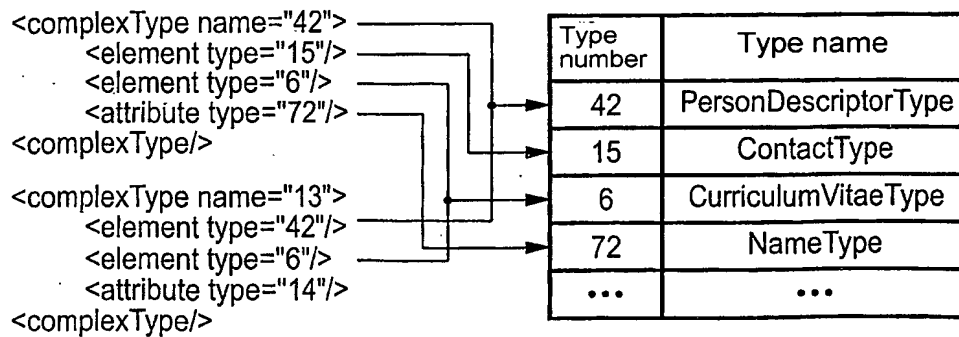 <complexType name="42">
<element type="15"/>
<element type="6"/>
<attribute type="72"/>
<complexType/>
<complexType name="13">
<element type="42"/>
<element type="6"/>
<attribute type="14"/>
<complexType/>
Type number Type name
42 PersonDescriptorType
15 ContactType
6 CurriculumVitaeType
72 NameType
••• •••